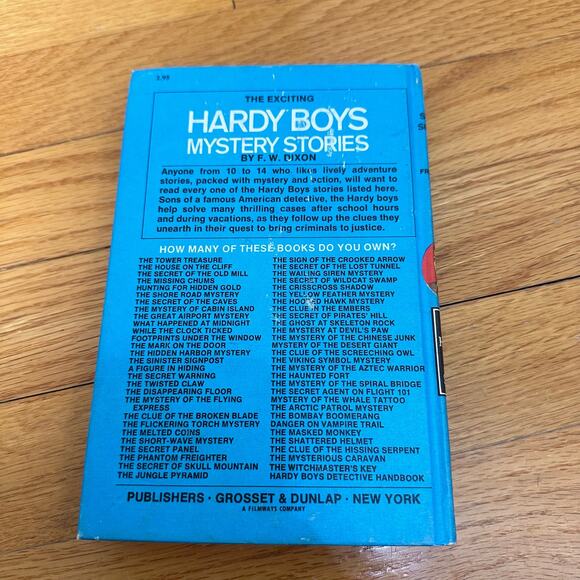 2.95
THE EXCITING
HARDY BOYS
MYSTERY STORIES
BY F. W. DIXON
Anyone from 10 to 14 who likes lively adventure
stories, packed with mystery and action, will want to
read every one of the Hardy Boys stories listed here.
Sons of a famous American detective, the Hardy boys
help solve many thrilling cases after school hours
and during vacations, as they follow up the clues they
unearth in their quest to bring criminals to justice.
HOW MANY OF THESE BOOKS DO YOU OWN?
THE TOWER TREASURE
THE HOUSE ON THE CLIFF
THE SECRET OF THE OLD MILL
THE MISSING CHUMS
HUNTING FOR HIDDEN GOLD
THE SHORE ROAD MYSTERY
THE SECRET OF THE CAVES
THE MYSTERY OF CABIN ISLAND
THE GREAT AIRPORT MYSTERY
WHAT HAPPENED AT MIDNIGHT
WHILE THE CLOCK TICKED
FOOTPRINTS UNDER THE WINDOW
THE MARK ON THE DOOR
THE HIDDEN HARBOR MYSTERY
THE SINISTER SIGNPOST
A FIGURE IN HIDING
THE SECRET WARNING
THE TWISTED CLAW
THE DISAPPEARING FLOOR
THE MYSTERY OF THE FLYING
EXPRESS
THE CLUE OF THE BROKEN BLADE
THE FLICKERING TORCH MYSTERY
THE MELTED COINS
THE SHORT-WAVE MYSTERY
THE SECRET PANEL
THE PHANTOM FREIGHTER
THE SECRET OF SKULL MOUNTAIN
THE JUNGLE PYRAMID
THE SIGN OF THE CROOKED ARROW
THE SECRET OF THE LOST TUNNEL
THE WAILING SIREN MYSTERY
THE SECRET OF WILDCAT SWAMP
THE CRISSCROSS SHADOW
THE YELLOW FEATHER MYSTERY
THE HOODED HAWK MYSTERY
THE CLUE IN THE EMBERS
THE SECRET OF PIRATES' HILL
THE GHOST AT SKELETON ROCK
THE MYSTERY AT DEVIL'S PAW
THE MYSTERY OF THE CHINESE JUNK
MYSTERY OF THE DESERT GIANT
THE CLUE OF THE SCREECHING OWL
THE VIKING SYMBOL MYSTERY
THE MYSTERY OF THE AZTEC WARRIOR
THE HAUNTED FORT
THE MYSTERY OF THE SPIRAL BRIDGE
THE SECRET AGENT ON FLIGHT 101
MYSTERY OF THE WHALE TATTOO
THE ARCTIC PATROL MYSTERY
THE BOMBAY BOOMERANG
DANGER ON VAMPIRE TRAIL
THE MASKED MONKEY
THE SHATTERED HELMET
THE CLUE OF THE HISSING SERPENT
THE MYSTERIOUS CARAVAN
THE WITCHMASTER'S KEY
HARDY BOYS DETECTIVE HANDBOOK
PUBLISHERS · GROSSET & DUNLAP · NEW YORK
A FILMWAYS COMPANY